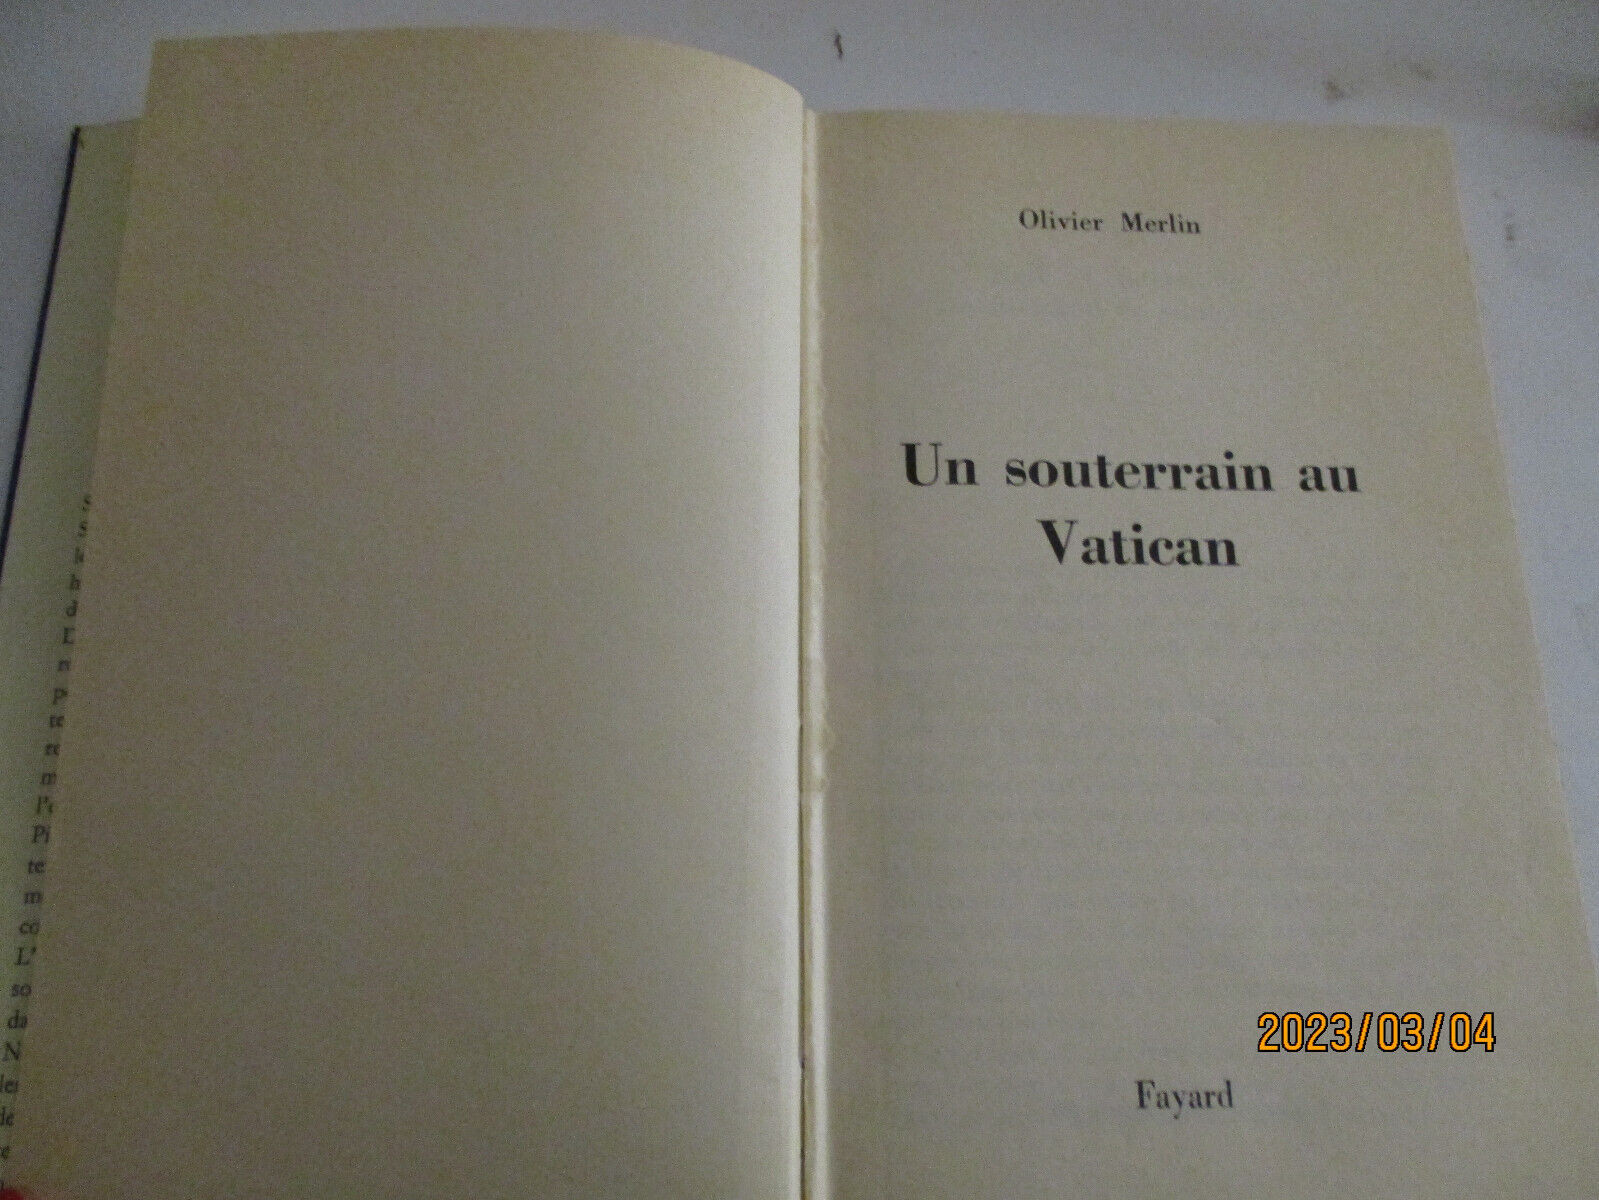 Olivier Merlin
Un souterrain au
Vatican
2023/03/04
Fayard